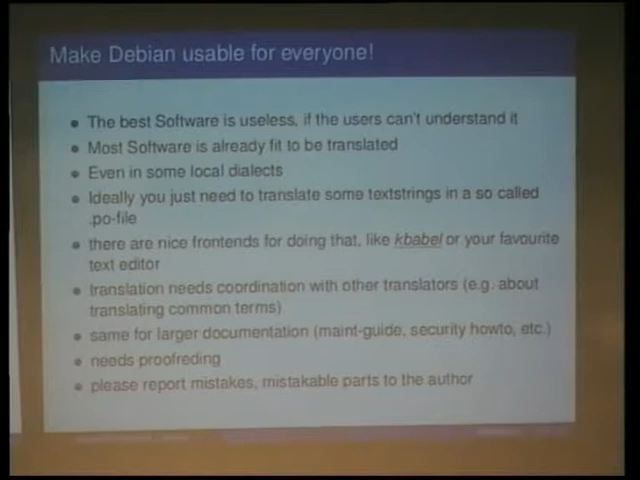 Make Debian usable for everyone!
The best Software is useless, if the users can't understand it
Most Software is already fit to be translated
Even in some local dialects
Ideally you just need to translate some textstrings in a so called
.po-file
there are nice frontends for doing that, like kbabel or your favourite
text editor
translation needs coordination with other translators (e.g. about
translating common terms)
same for larger documentation (maint-guide, security howto, etc.)
needs proofreding
please report mistakes, mistakable parts to the author